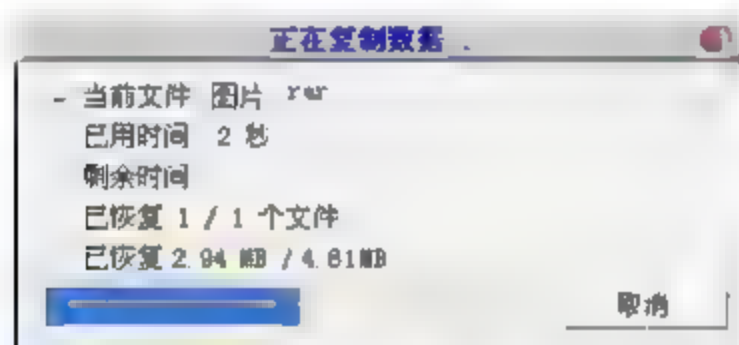 正在复制数据 .
- 当前文件 图片 rar
已用时间 2 秒
剩余时间
已恢复 1 / 1 个文件
已恢复 2.94 MB / 4.61MB
取消